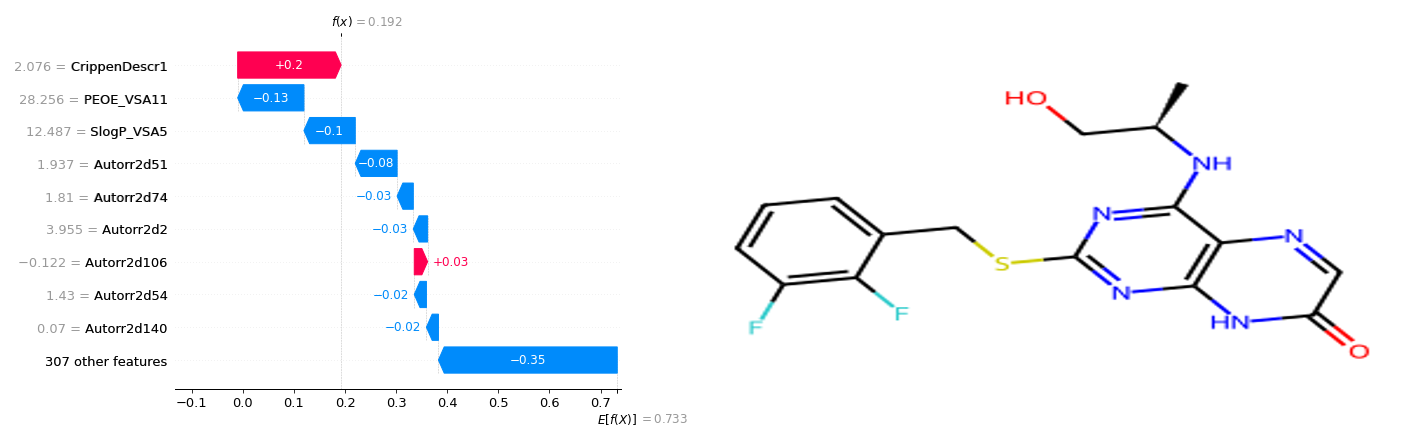 f(x) = 0.192
2.076 = CrippenDescr1
+0.2
28.256 = PEOE_VSA11
−0.13
12.487 = SlogP_VSA5
−0.1
1.937 = Autorr2d51
−0.08
1.81 = Autorr2d74
−0.03
3.955 = Autorr2d2
−0.03
−0.122 = Autorr2d106
+0.03
1.43 = Autorr2d54
−0.02
0.07 = Autorr2d140
−0.02
307 other features
−0.35
−0.1 0.0 0.1 0.2 0.3 0.4 0.5 0.6 0.7
E[f(X)] = 0.733
HO
NH
N
N
S
N
F
HN
F
O